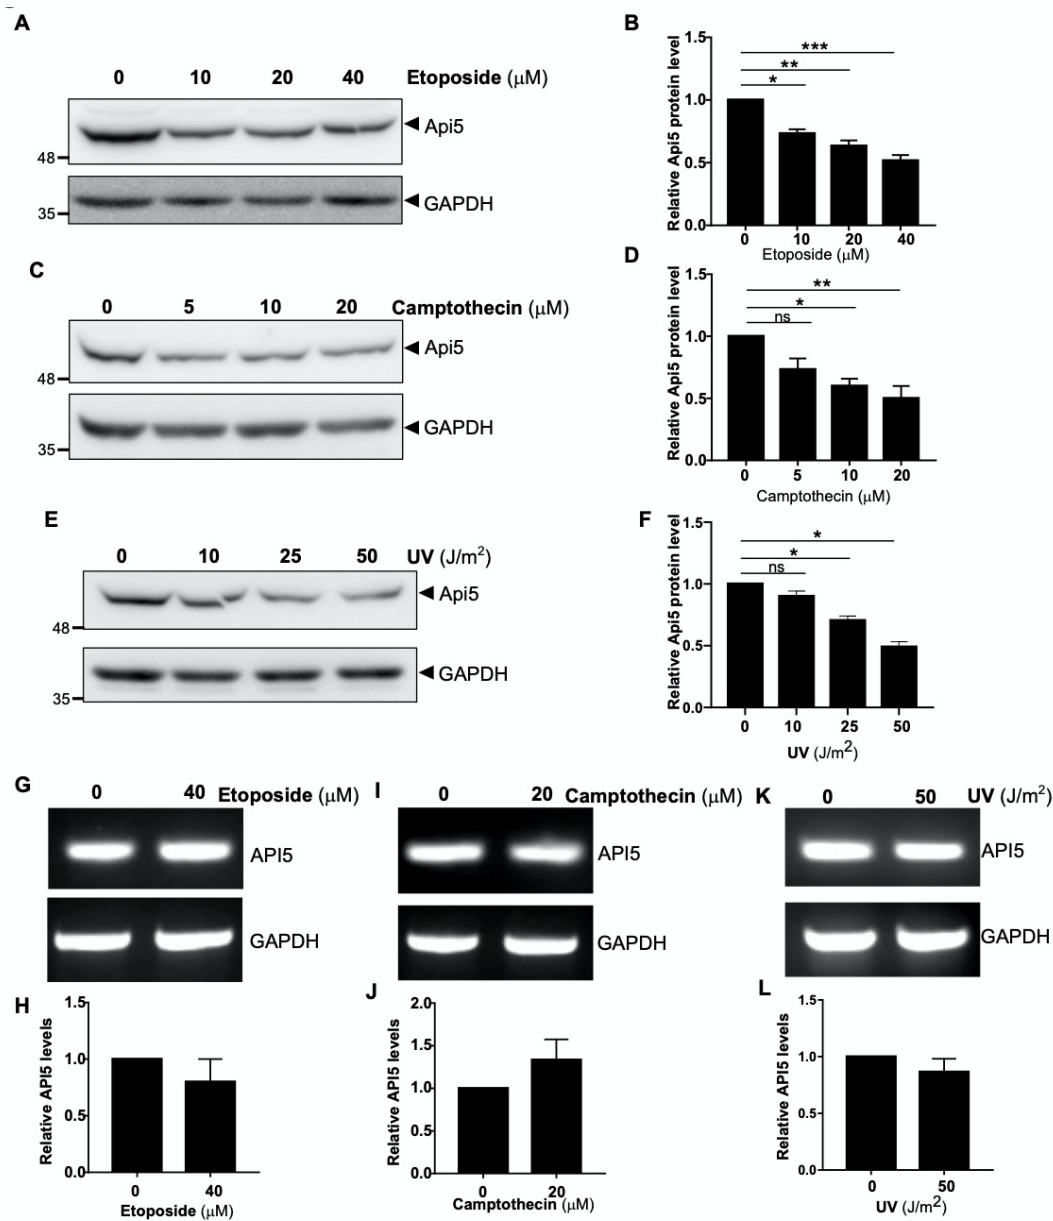 A
0 10 20 40 Etoposide (μM)
Api5
48
GAPDH
35
B
Relative Api5 protein level
1.5
1.0
0.5
0.0
***
**
*
0 10 20 40
Etoposide (μM)
C
0 5 10 20 Camptothecin (μM)
Api5
48
GAPDH
35
D
Relative Api5 protein level
1.5
1.0
0.5
0.0
**
*
ns
0 5 10 20
Camptothecin (μM)
E
0 10 25 50 UV (J/m²)
Api5
48
GAPDH
35
F
Relative Api5 protein level
1.5
1.0
0.5
0.0
*
*
ns
0 10 25 50
UV (J/m²)
G
0 40 Etoposide (μM)
API5
GAPDH
H
Relative API5 levels
1.5
1.0
0.5
0.0
0 40
Etoposide (μM)
I
0 20 Camptothecin (μM)
API5
GAPDH
J
Relative API5 levels
2.0
1.5
1.0
0.5
0.0
0 20
Camptothecin (μM)
K
0 50 UV (J/m²)
API5
GAPDH
L
Relative API5 levels
1.5
1.0
0.5
0.0
0 50
UV (J/m²)